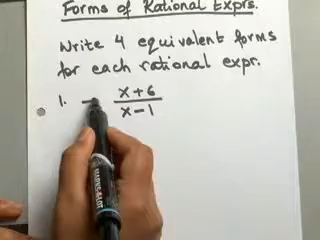 Forms of Rational Exprs.
Write 4 equivalent forms
for each rational expr.
1. - x+6
x-1